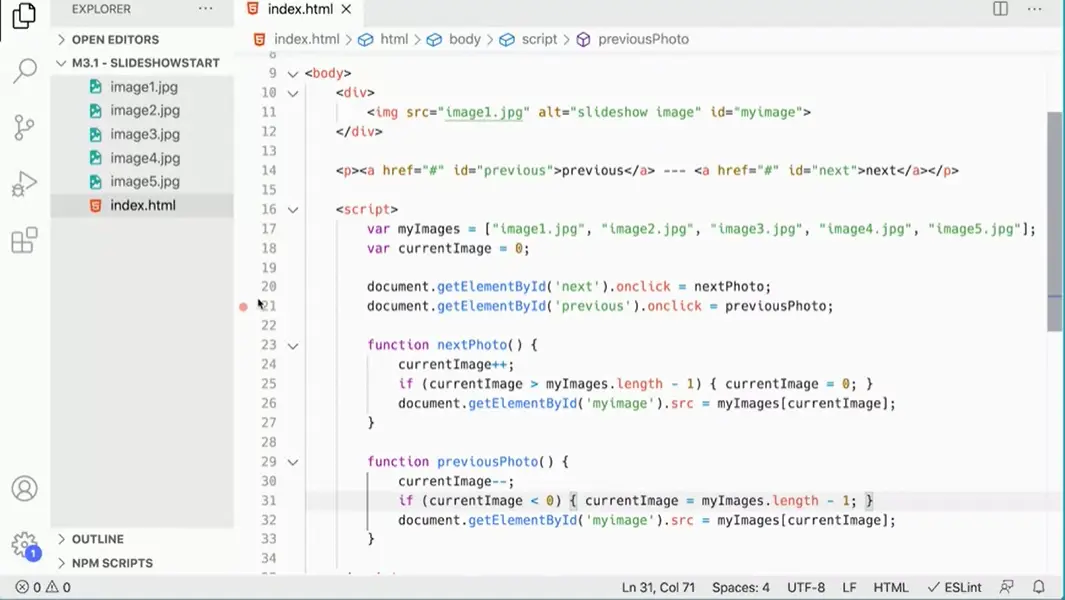 EXPLORER ···
index.html ×
···
OPEN EDITORS
index.html > html > body > script > previousPhoto
M3.1 - SLIDESHOWSTART
image1.jpg
image2.jpg
image3.jpg
image4.jpg
image5.jpg
index.html
OUTLINE
NPM SCRIPTS
1
8
9 <body>
10 <div>
11 <img src="image1.jpg" alt="slideshow image" id="myimage">
12 </div>
13
14 <p><a href="#" id="previous">previous</a> --- <a href="#" id="next">next</a></p>
15
16 <script>
17 var myImages = ["image1.jpg", "image2.jpg", "image3.jpg", "image4.jpg", "image5.jpg"];
18 var currentImage = 0;
19
20 document.getElementById('next').onclick = nextPhoto;
21 document.getElementById('previous').onclick = previousPhoto;
22
23 function nextPhoto() {
24 currentImage++;
25 if (currentImage > myImages.length - 1) { currentImage = 0; }
26 document.getElementById('myimage').src = myImages[currentImage];
27 }
28
29 function previousPhoto() {
30 currentImage--;
31 if (currentImage < 0) { currentImage = myImages.length - 1; }
32 document.getElementById('myimage').src = myImages[currentImage];
33 }
34
0 0 Ln 31, Col 71 Spaces: 4 UTF-8 LF HTML ESLint